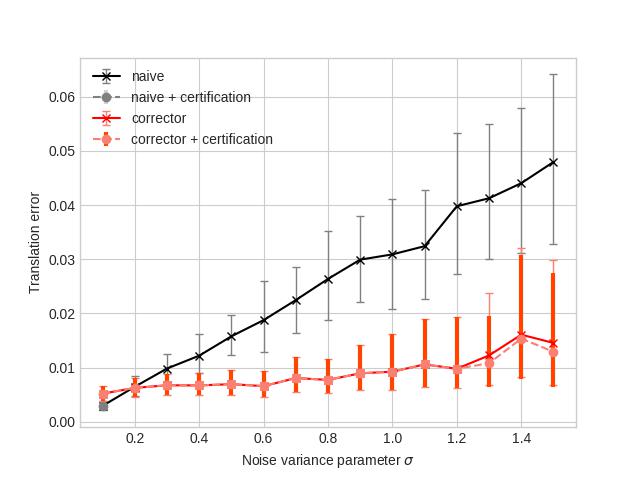 naive
naive + certification
corrector
corrector + certification
Translation error
0.06
0.05
0.04
0.03
0.02
0.01
0.00
0.2 0.4 0.6 0.8 1.0 1.2 1.4
Noise variance parameter σ